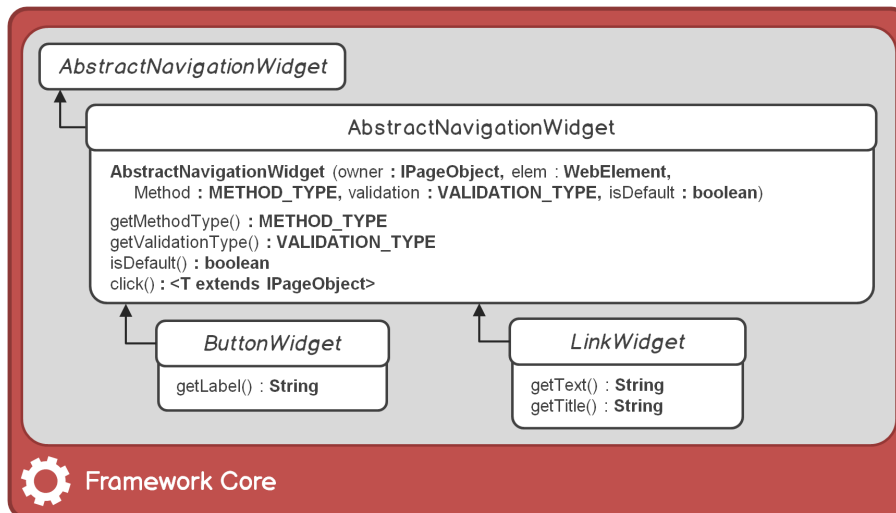 AbstractNavigationWidget
AbstractNavigationWidget
AbstractNavigationWidget (owner : IPageObject, elem : WebElement,
Method : METHOD_TYPE, validation : VALIDATION_TYPE, isDefault : boolean)
getMethodType() : METHOD_TYPE
getValidationType() : VALIDATION_TYPE
isDefault() : boolean
click() : <T extends IPageObject>
ButtonWidget
getLabel() : String
LinkWidget
getText() : String
getTitle() : String
Framework Core